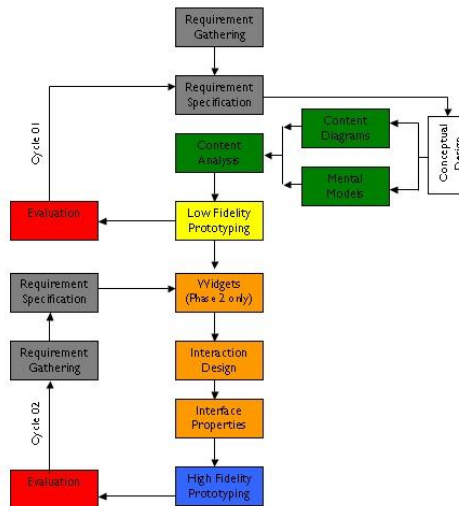 Requirement
Gathering
Requirement
Specification
Content
Diagrams
Conceptual
Design
Content
Analysis
Mental
Models
Cycle 01
Evaluation
Low Fidelity
Prototyping
Requirement
Specification
Widgets
(Phase 2 only)
Requirement
Gathering
Interaction
Design
Interface
Properties
Cycle 02
Evaluation
High Fidelity
Prototyping